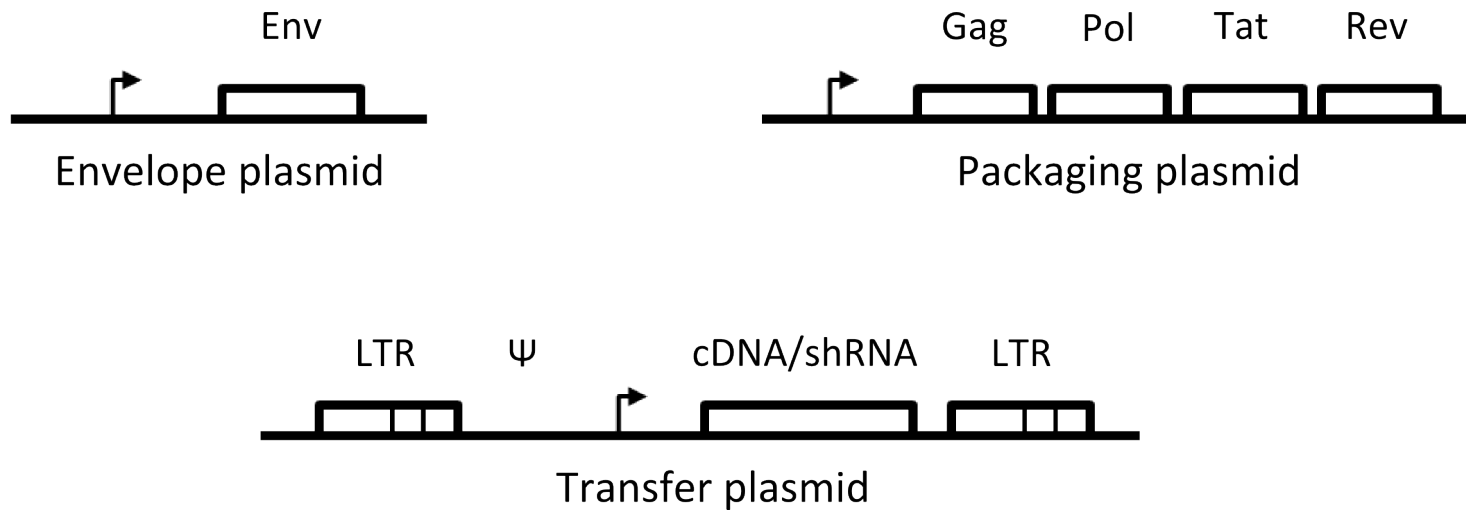 Env
Gag Pol Tat Rev
Envelope plasmid
Packaging plasmid
LTR Ψ cDNA/shRNA LTR
Transfer plasmid